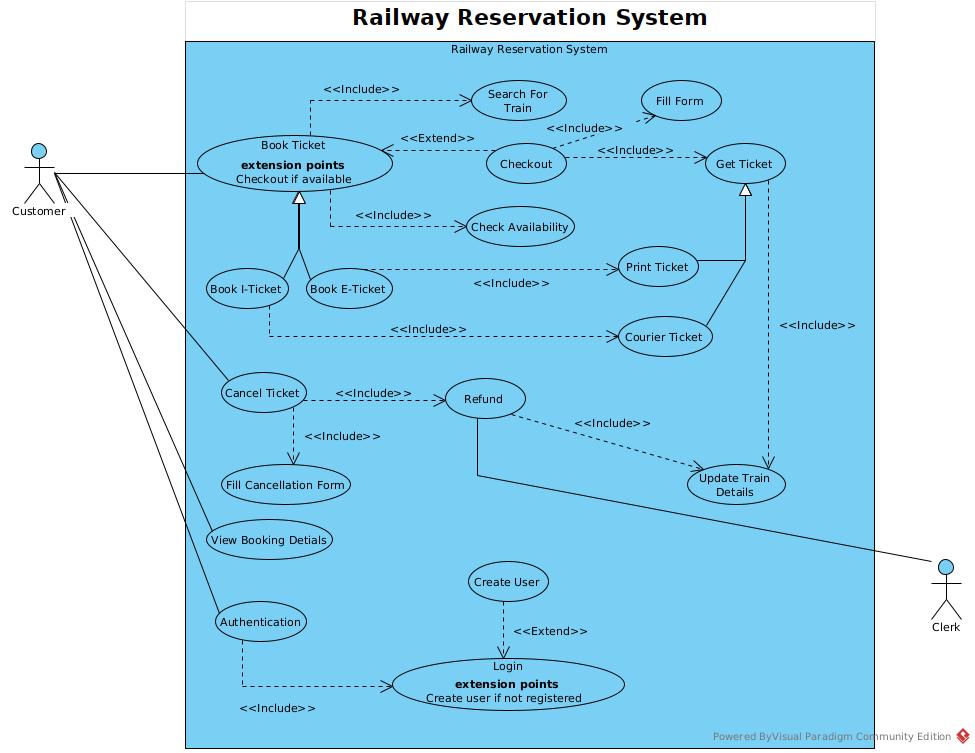 Railway Reservation System
Railway Reservation System
<<Include>>
Search For
Train
Fill Form
<<Include>>
Book Ticket
extension points
Checkout if available
<<Extend>>
Checkout
<<Include>>
Get Ticket
Customer
<<Include>>
Check Availability
Book I-Ticket
Book E-Ticket
<<Include>>
Print Ticket
<<Include>>
Courier Ticket
<<Include>>
Cancel Ticket
<<Include>>
Refund
<<Include>>
<<Include>>
Fill Cancellation Form
Update Train
Details
View Booking Detials
Create User
Clerk
Authentication
<<Extend>>
Login
extension points
Create user if not registered
<<Include>>
Powered ByVisual Paradigm Community Edition